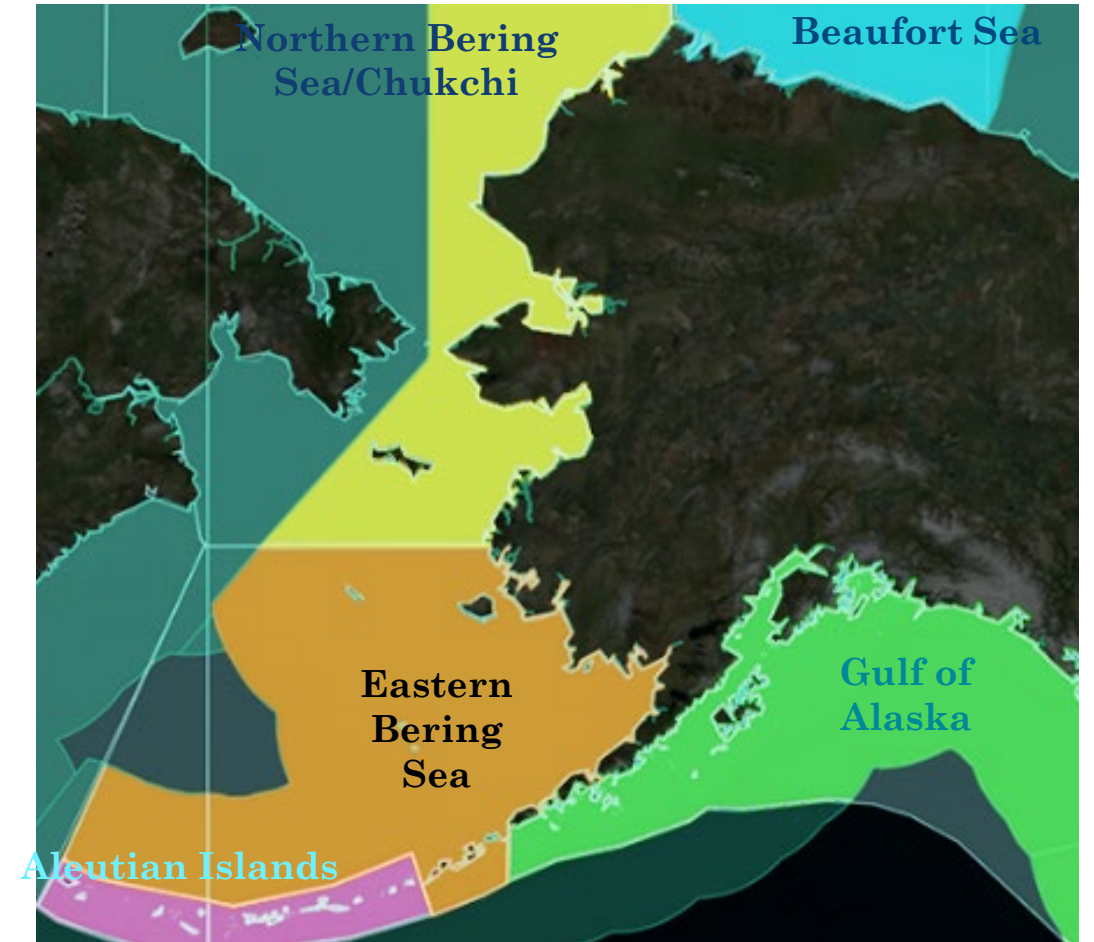 Northern Bering
Sea/Chukchi
Beaufort Sea
Eastern
Bering
Sea
Gulf of
Alaska
Aleutian Islands